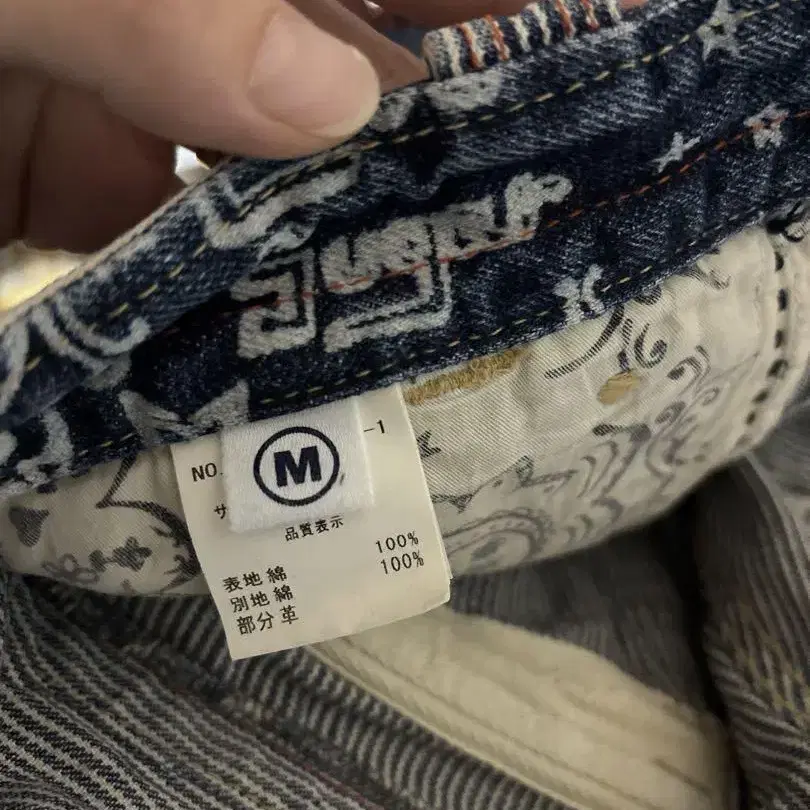 M
NO. -1
サ
品質表示
表地 綿 100%
別地 綿 100%
部分 革